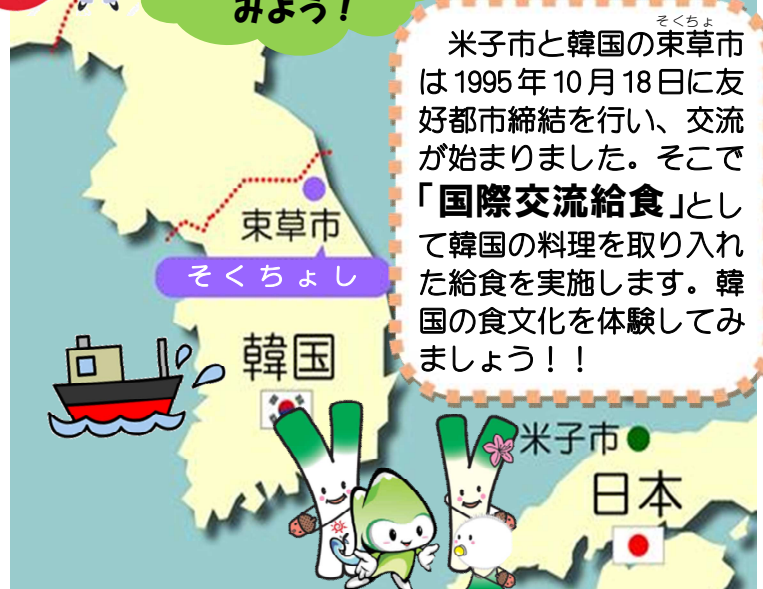 みよう！
そくちょ
米子市と韓国の束草市
は1995年10月18日に友
好都市締結を行い、交流
が始まりました。そこで
「国際交流給食」とし
て韓国の料理を取り入れ
た給食を実施します。韓
国の食文化を体験してみ
ましょう！！
束草市
そくちょし
韓国
米子市
日本